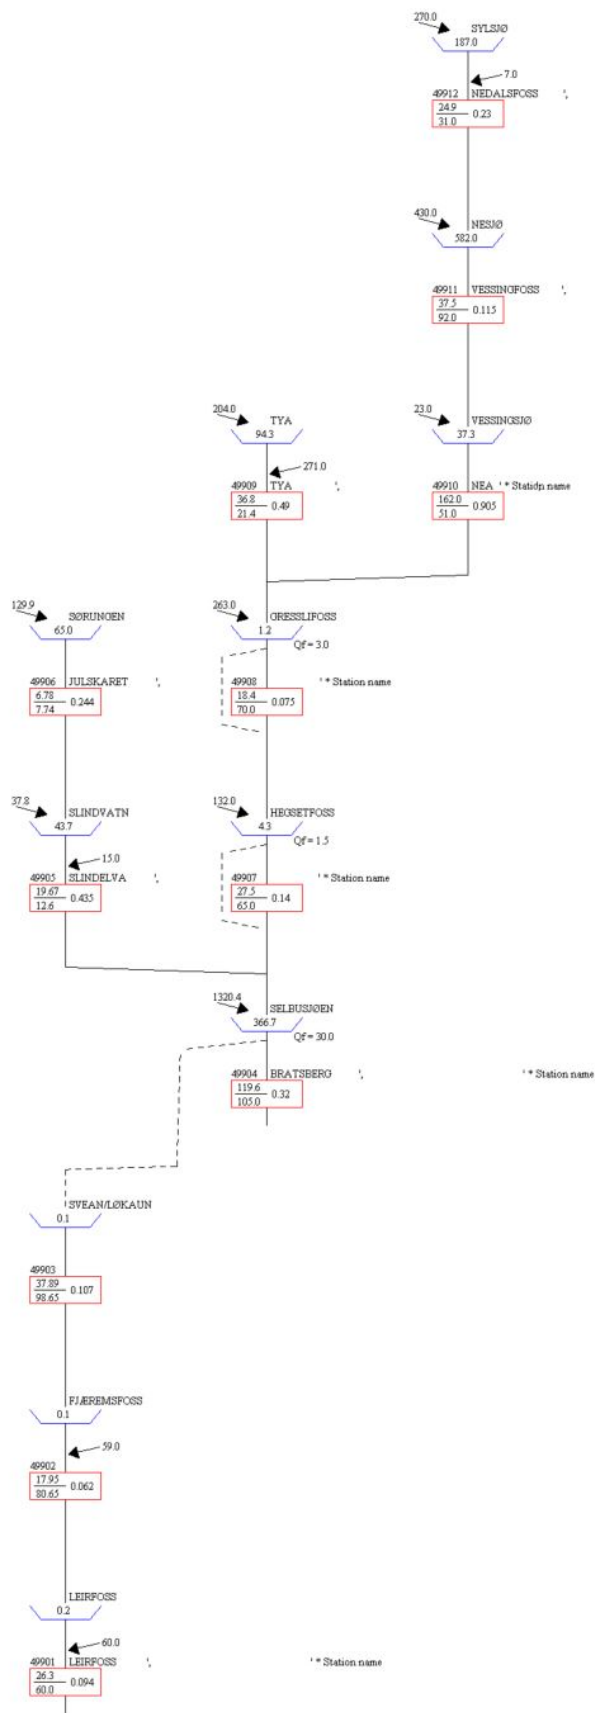 270.0 SYLSJØ
187.0
7.0
49912 NEDALSFOSS ',
24.9
31.0 0.23
430.0 NESJØ
582.0
49911 VESSINGFOSS ',
37.5
92.0 0.115
204.0 TYA
94.3
23.0 VESSINGSJØ
37.3
271.0
49909 TYA ',
36.8
21.4 0.49
49910 NEA ' * Station name
162.0
51.0 0.905
129.9 SØRUNGEN
65.0
263.0 GRESSLIFOSS
1.2
Qf = 3.0
49906 JULSKARET ',
6.78
7.74 0.244
49908 ' * Station name
18.4
70.0 0.075
37.8 SLINDVATN
43.7
132.0 HEGSETFOSS
4.3
Qf = 1.5
15.0
49905 SLINDELVA ',
19.67
12.6 0.435
49907 ' * Station name
27.5
65.0 0.14
1320.4 SELBUSJØEN
366.7
Qf = 30.0
49904 BRATSBERG ', ' * Station name
119.6
105.0 0.32
SVEAN/LØKAUN
0.1
49903
37.89
98.65 0.107
FJÆREMSFOSS
0.1
59.0
49902
17.95
80.65 0.062
LEIRFOSS
0.2
60.0
49901 LEIRFOSS ', ' * Station name
26.3
60.0 0.094